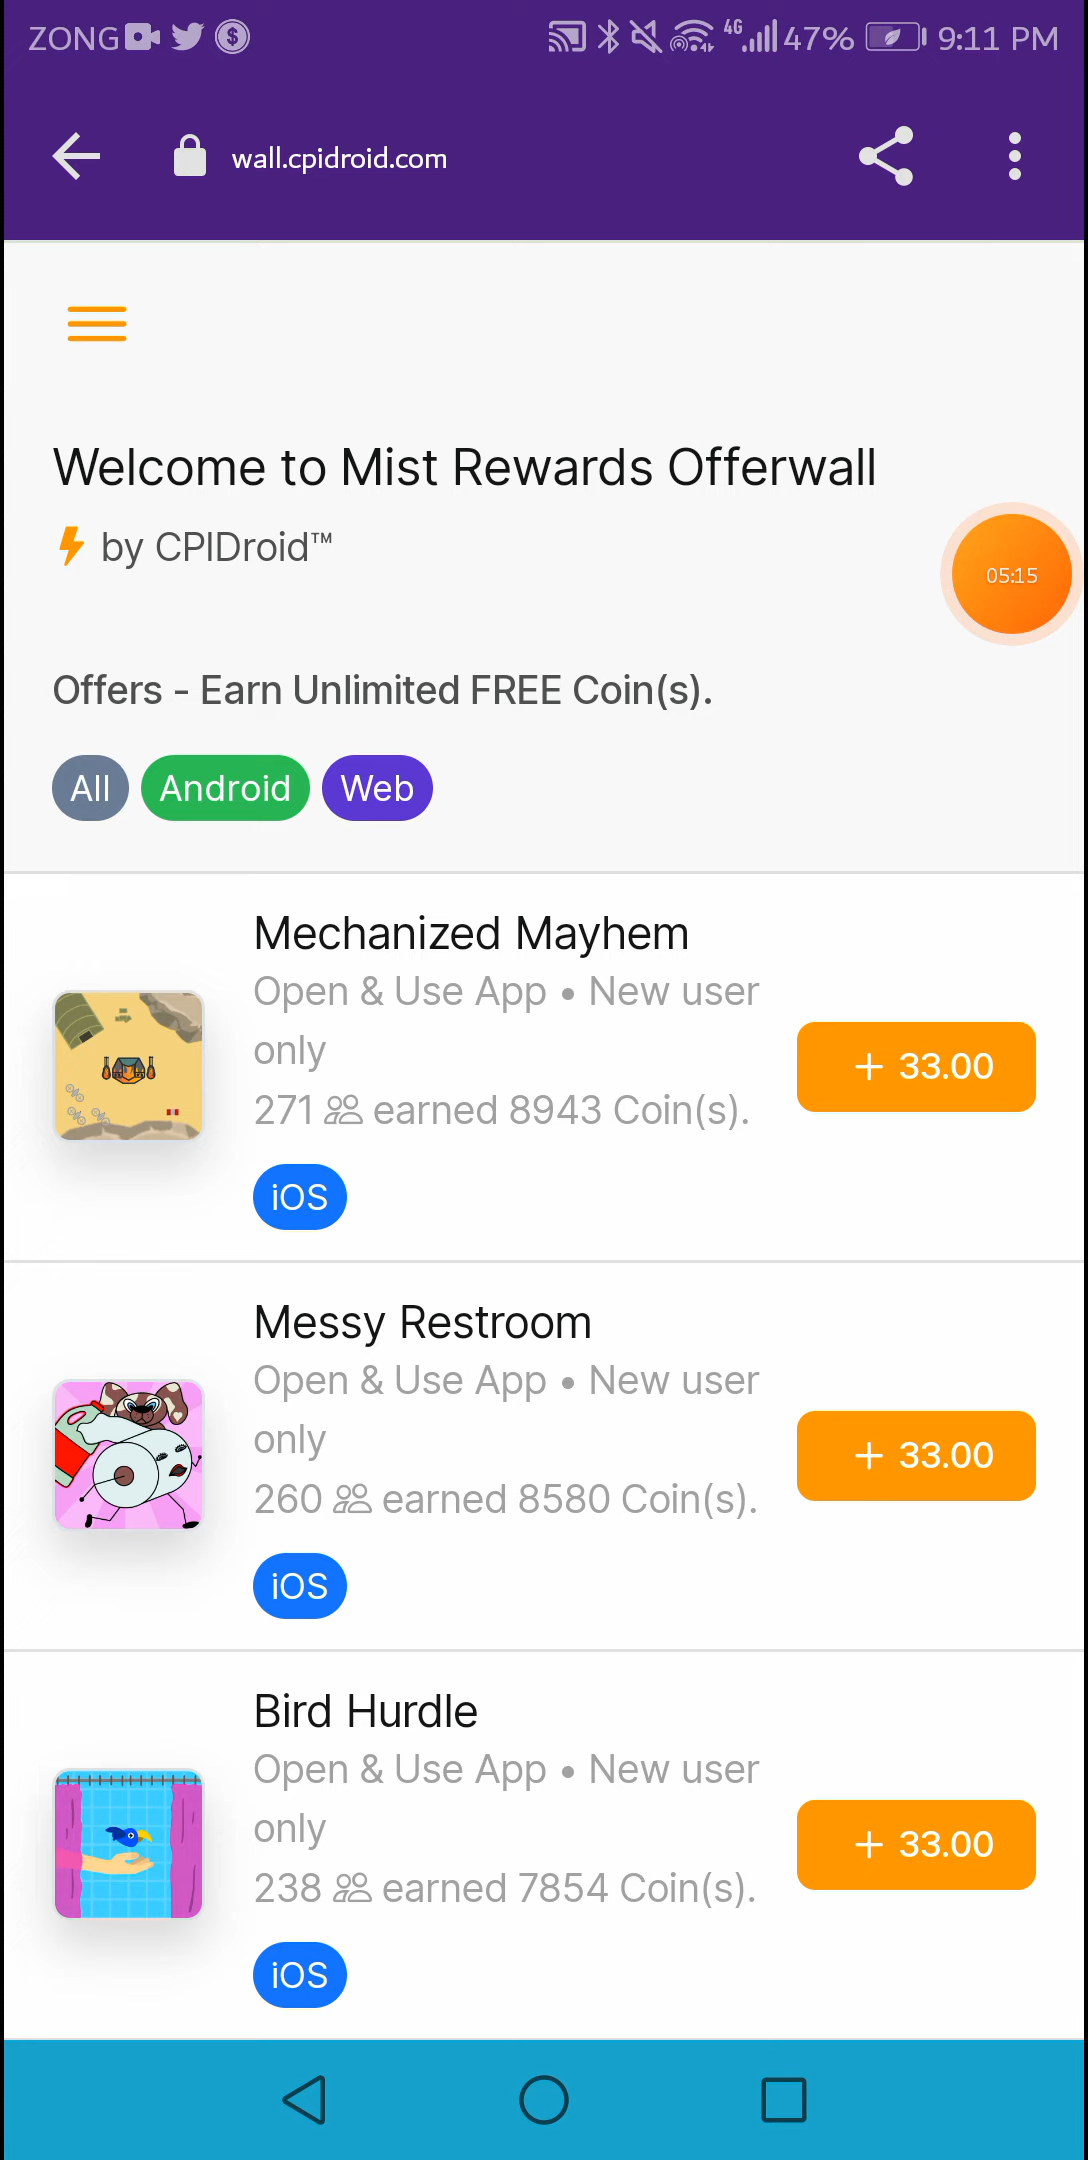 ZONG 4G 47% 9:11 PM
wall.cpidroid.com
Welcome to Mist Rewards Offerwall
by CPIDroid™
05:15
Offers - Earn Unlimited FREE Coin(s).
All Android Web
Mechanized Mayhem
Open & Use App • New user
only
+ 33.00
271 earned 8943 Coin(s).
iOS
Messy Restroom
Open & Use App • New user
only
+ 33.00
260 earned 8580 Coin(s).
iOS
Bird Hurdle
Open & Use App • New user
only
+ 33.00
238 earned 7854 Coin(s).
iOS